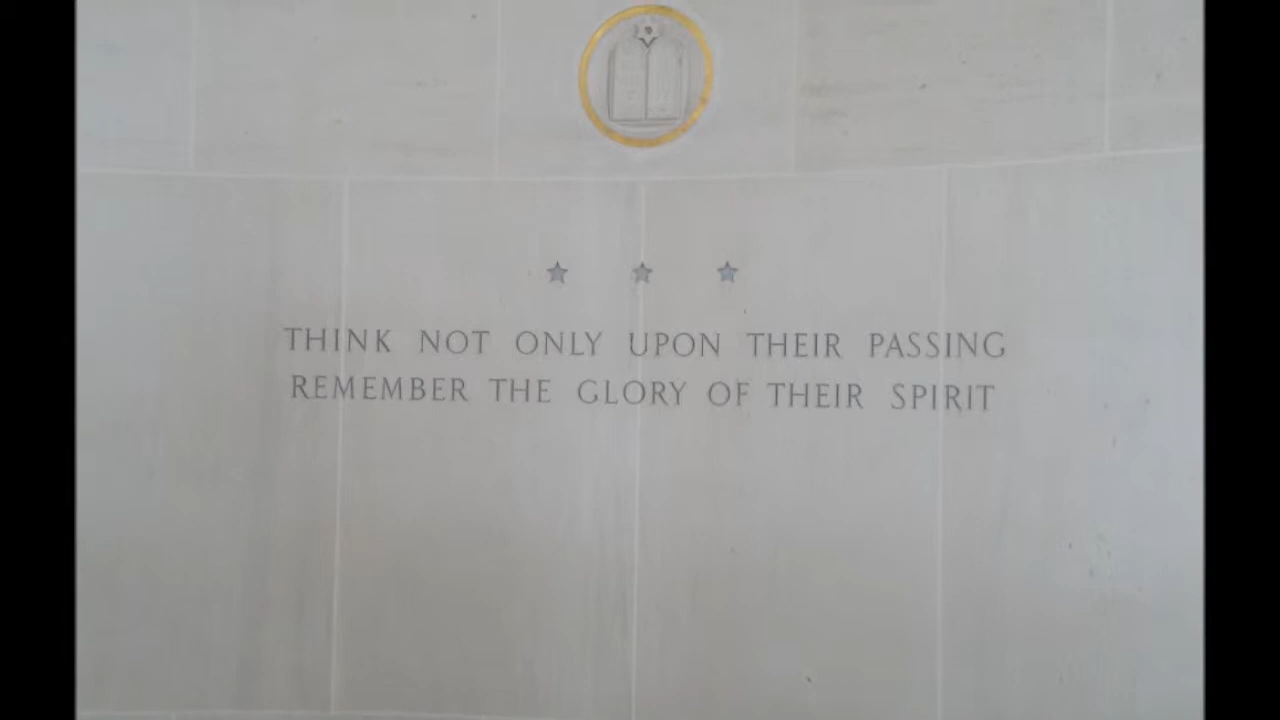 THINK NOT ONLY UPON THEIR PASSING
REMEMBER THE GLORY OF THEIR SPIRIT